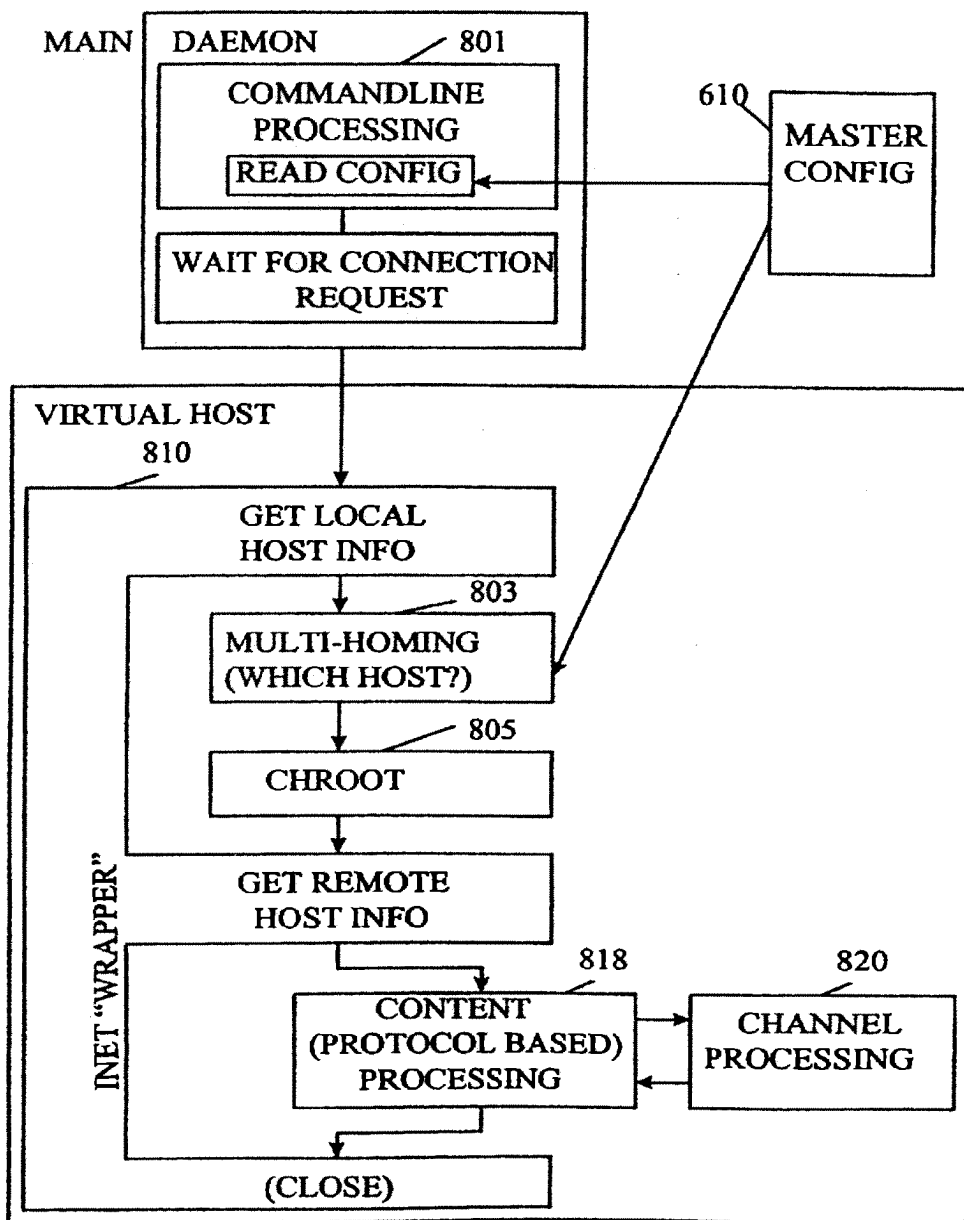 MAIN
DAEMON
801
COMMANDLINE
PROCESSING
READ CONFIG
610
MASTER
CONFIG
WAIT FOR CONNECTION
REQUEST
VIRTUAL HOST
810
GET LOCAL
HOST INFO
803
MULTI-HOMING
(WHICH HOST?)
805
CHROOT
INET “WRAPPER”
GET REMOTE
HOST INFO
818
CONTENT
(PROTOCOL BASED)
PROCESSING
820
CHANNEL
PROCESSING
(CLOSE)